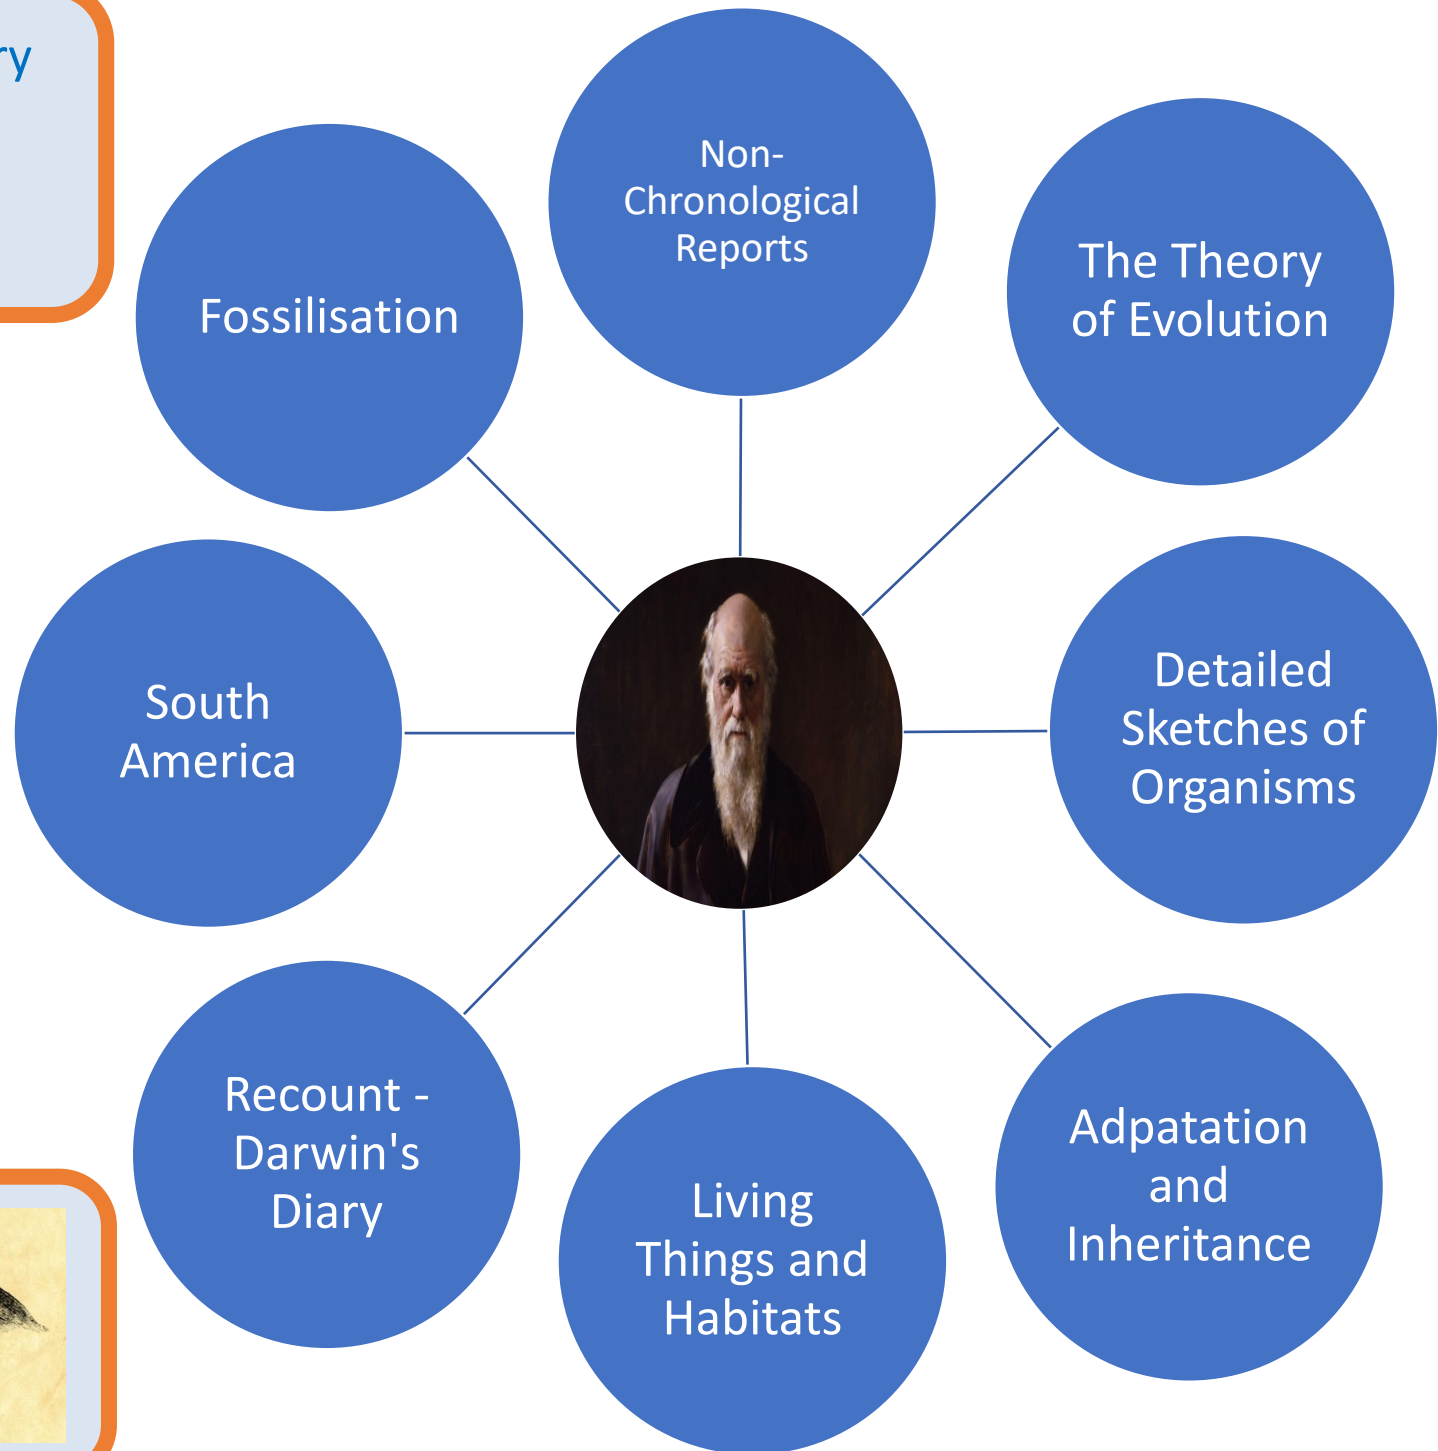 ry
Non-
Chronological
Reports
The Theory
of Evolution
Fossilisation
Detailed
Sketches of
Organisms
South
America
Recount -
Darwin's
Diary
Adpatation
and
Inheritance
Living
Things and
Habitats